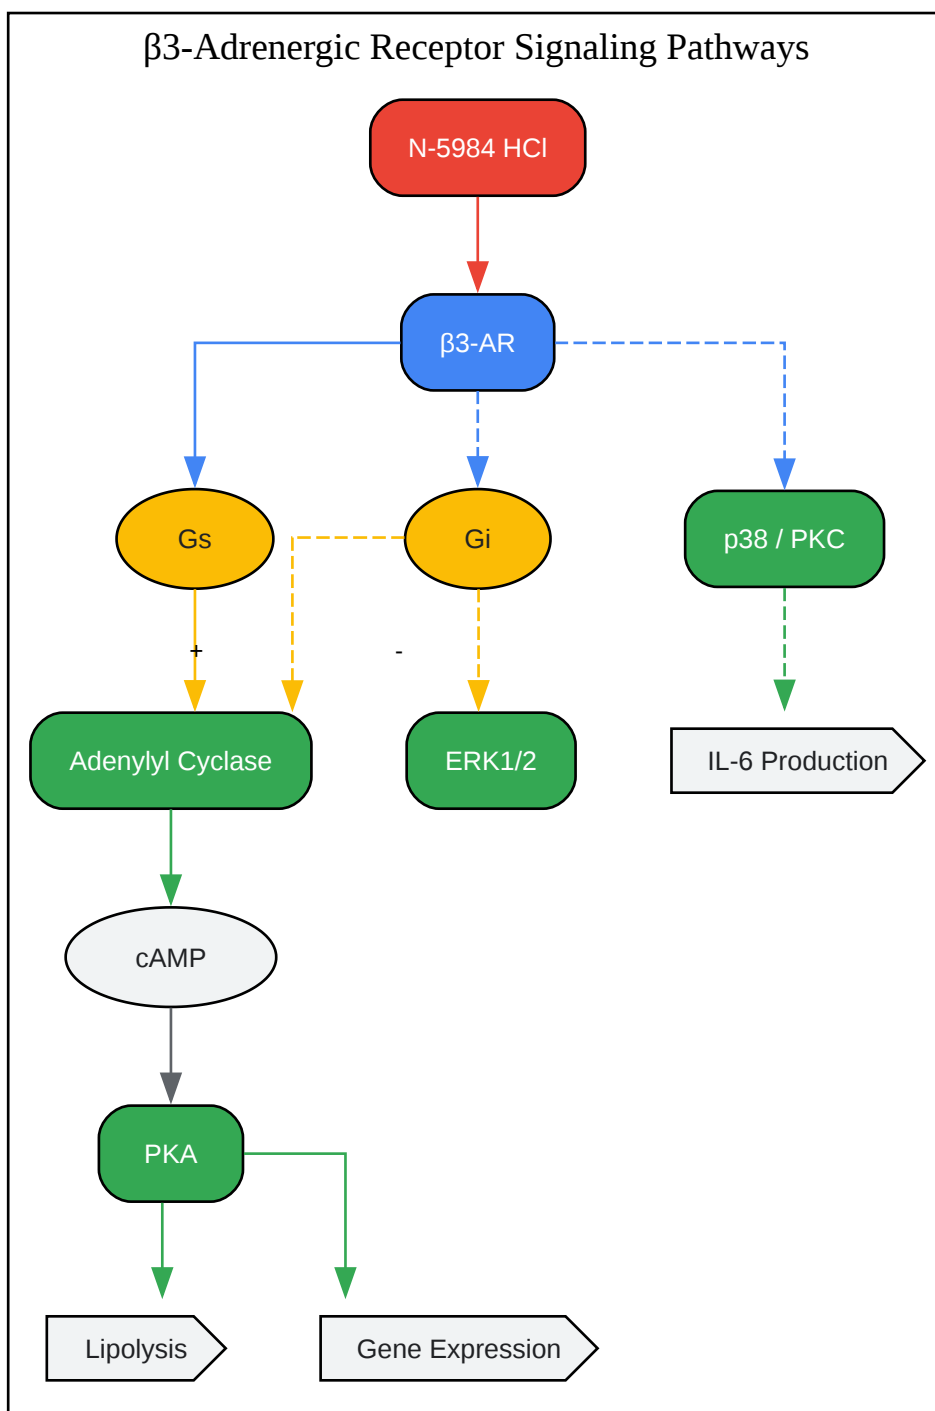 β3-Adrenergic Receptor Signaling Pathways
N-5984 HCl
β3-AR
Gs
Gi
p38 / PKC
+
-
Adenylyl Cyclase
ERK1/2
IL-6 Production
cAMP
PKA
Lipolysis
Gene Expression